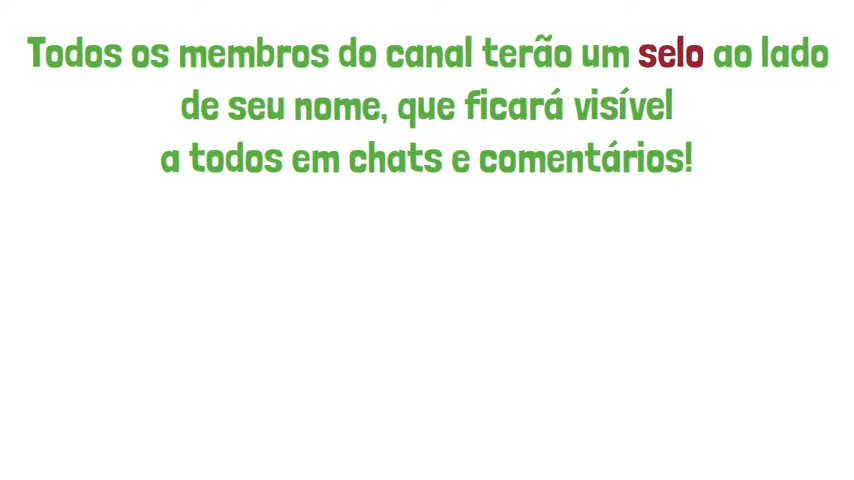 Todos os membros do canal terão um selo ao lado
de seu nome, que ficará visível
a todos em chats e comentários!